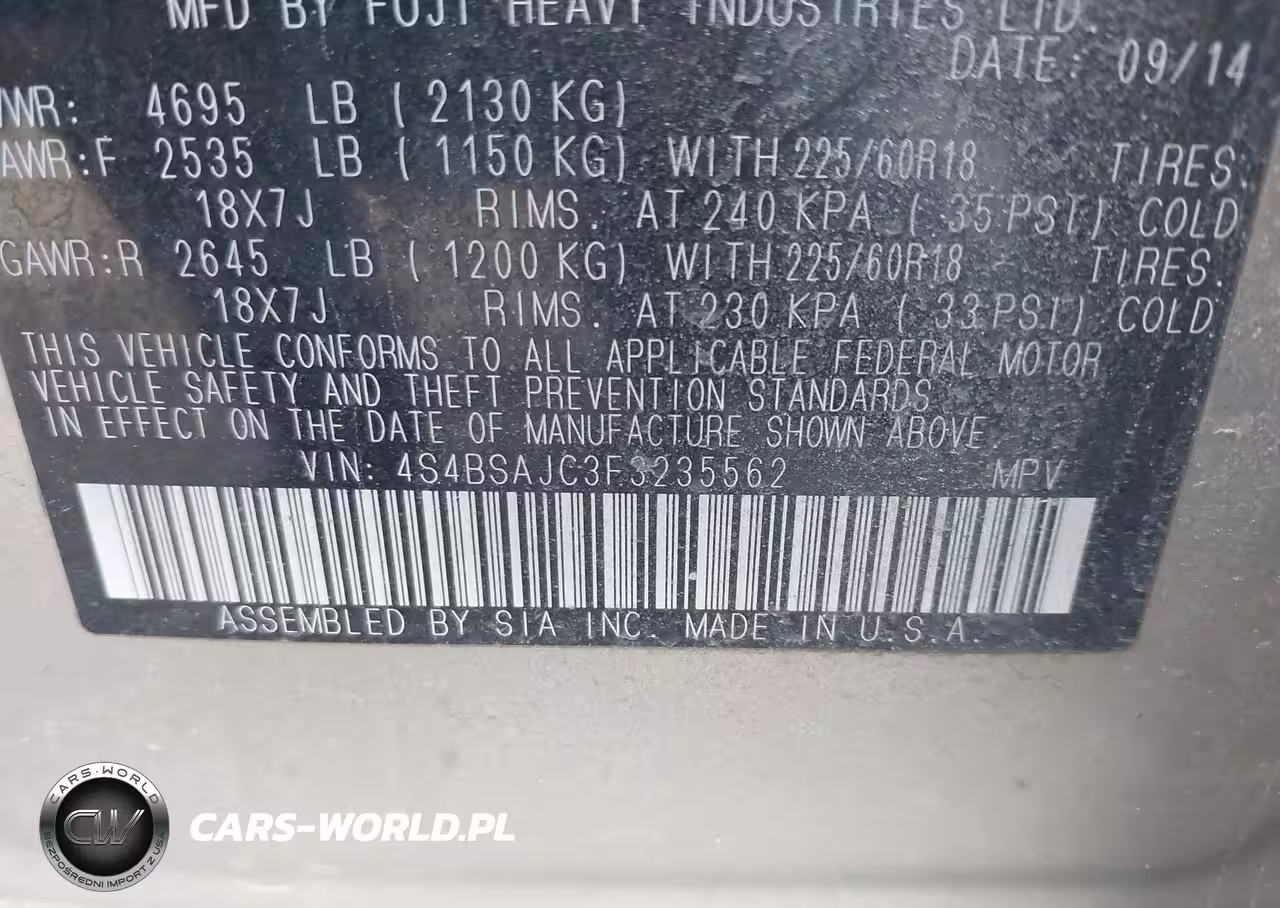 MFD BY FUJI HEAVY INDUSTRIES LTD.
DATE: 09/14
VWR: 4695 LB ( 2130 KG)
AWR:F 2535 LB ( 1150 KG) WITH 225/60R18 TIRES.
18X7J RIMS. AT 240 KPA ( 35 PSI) COLD
GAWR:R 2645 LB ( 1200 KG) WITH 225/60R18 TIRES.
18X7J RIMS. AT 230 KPA ( 33 PSI) COLD
THIS VEHICLE CONFORMS TO ALL APPLICABLE FEDERAL MOTOR
VEHICLE SAFETY AND THEFT PREVENTION STANDARDS
IN EFFECT ON THE DATE OF MANUFACTURE SHOWN ABOVE
VIN: 4S4BSAJC3F3235562 MPV
ASSEMBLED BY SIA INC. MADE IN U.S.A.
CARS-WORLD
CW
BEZPOŚREDNI IMPORT Z USA
CARS-WORLD.PL